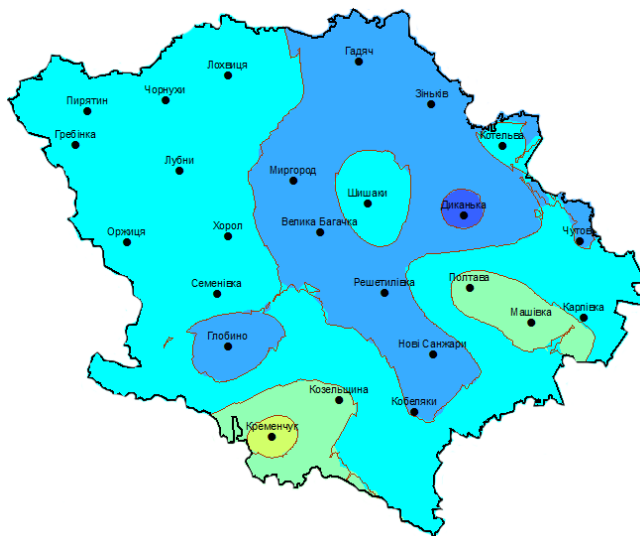 Гадяч
Лохвиця
Зіньків
Чорнухи
Пирятин
Котельва
Гребінка
Лубни
Миргород
Шишаки
Диканька
Велика Багачка
Хорол
Оржиця
Чутов
Полтава
Решетилівка
Семенівка
Машівка
Карлівка
Глобино
Нові Санжари
Козельщина
Кобеляки
Кременчук